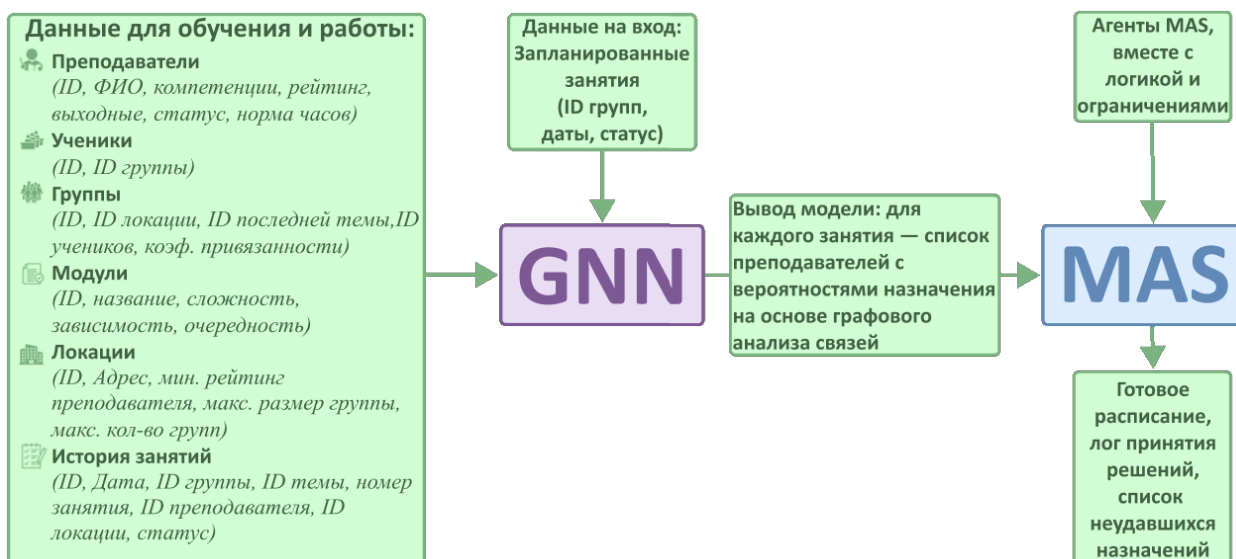 Данные для обучения и работы:
Преподаватели
(ID, ФИО, компетенции, рейтинг,
выходные, статус, норма часов)
Ученики
(ID, ID группы)
Группы
(ID, ID локации, ID последней темы,ID
учеников, коэф. привязанности)
Модули
(ID, название, сложность,
зависимость, очередность)
Локации
(ID, Адрес, мин. рейтинг
преподавателя, макс. размер группы,
макс. кол-во групп)
История занятий
(ID, Дата, ID группы, ID темы, номер
занятия, ID преподавателя, ID
локации, статус)
Данные на вход:
Запланированные
занятия
(ID групп,
даты, статус)
GNN
Вывод модели: для
каждого занятия — список
преподавателей с
вероятностями назначения
на основе графового
анализа связей
Агенты MAS,
вместе с
логикой и
ограничениями
MAS
Готовое
расписание,
лог принятия
решений,
список
неудавшихся
назначений